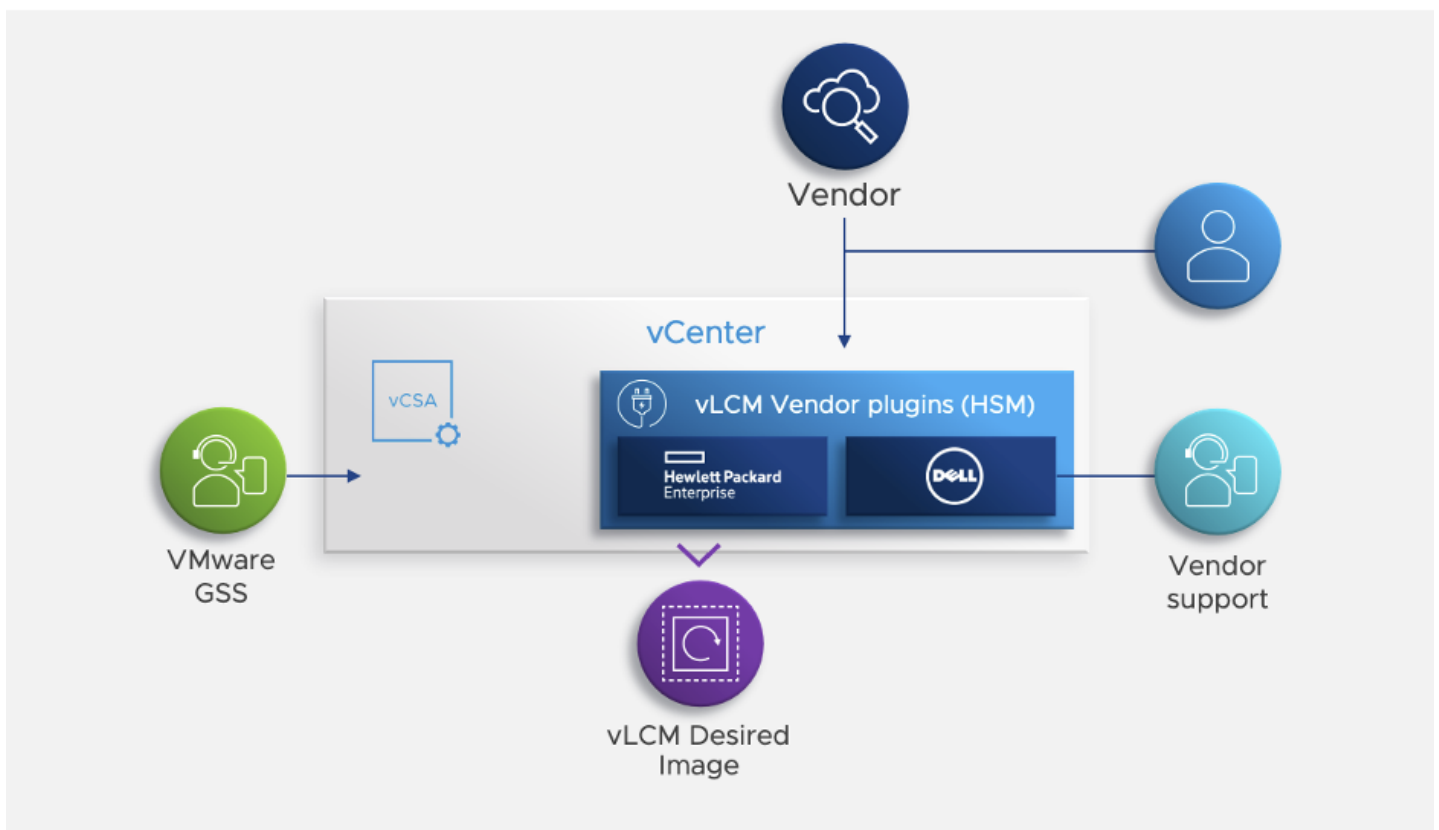 Vendor
vCenter
vCSA
vLCM Vendor plugins (HSM)
Hewlett Packard
Enterprise
DELL
VMware
GSS
Vendor
support
vLCM Desired
Image